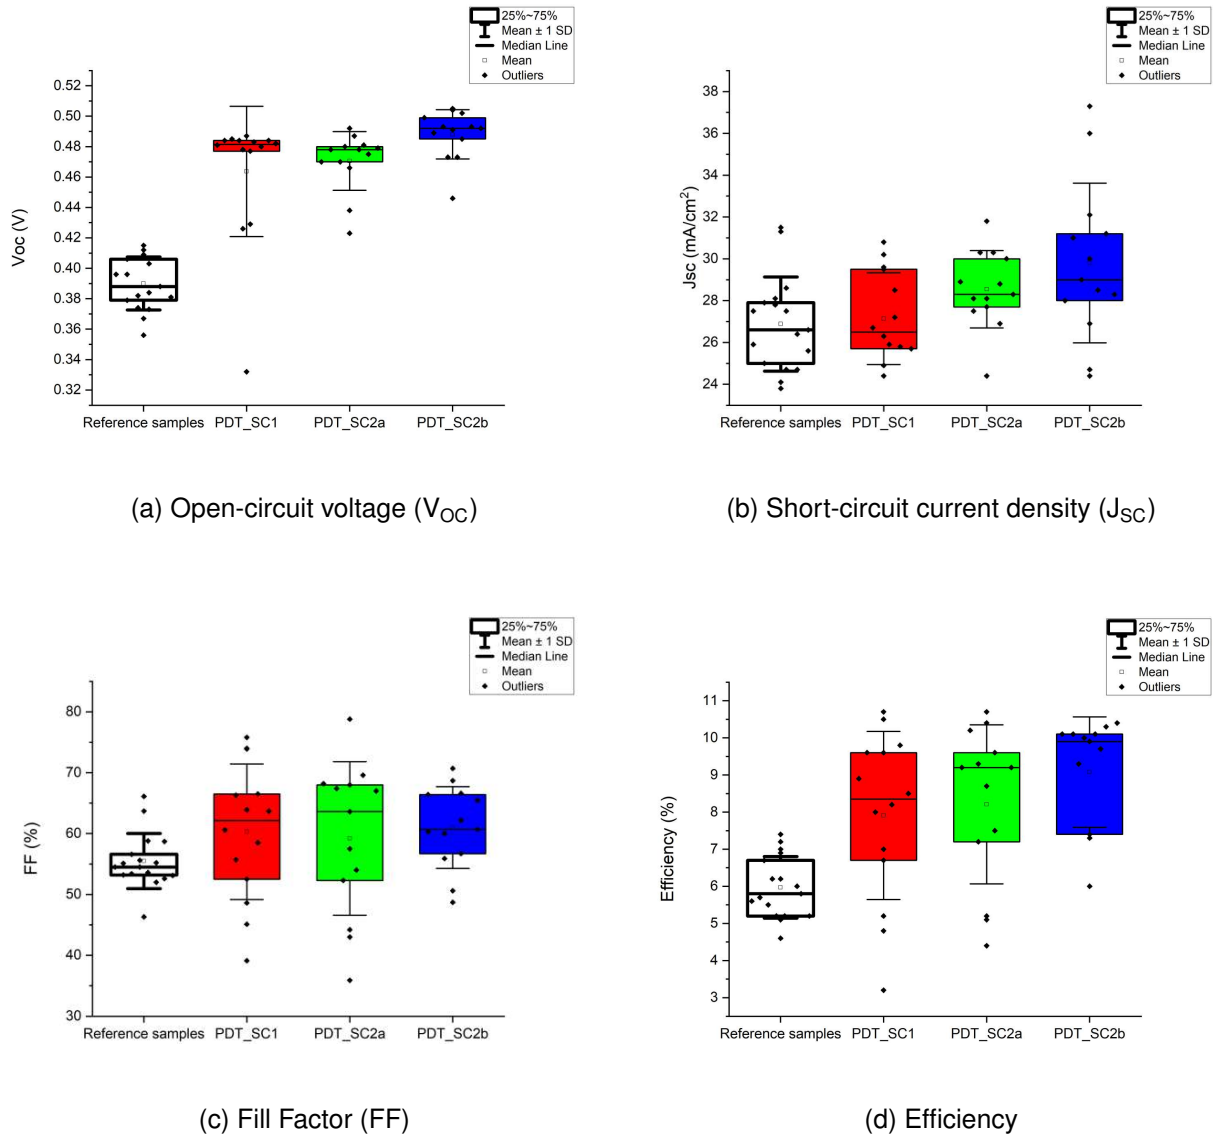 25%~75%
Mean ± 1 SD
Median Line
Mean
Outliers
0.52
0.50
0.48
0.46
0.44
0.42
0.40
0.38
0.36
0.34
0.32
Voc (V)
Reference samples PDT_SC1 PDT_SC2a PDT_SC2b
(a) Open-circuit voltage (VOC)
25%~75%
Mean ± 1 SD
Median Line
Mean
Outliers
38
36
34
32
30
28
26
24
Jsc (mA/cm²)
Reference samples PDT_SC1 PDT_SC2a PDT_SC2b
(b) Short-circuit current density (JSC)
25%~75%
Mean ± 1 SD
Median Line
Mean
Outliers
80
70
60
50
40
30
FF (%)
Reference samples PDT_SC1 PDT_SC2a PDT_SC2b
(c) Fill Factor (FF)
25%~75%
Mean ± 1 SD
Median Line
Mean
Outliers
11
10
9
8
7
6
5
4
3
Efficiency (%)
Reference samples PDT_SC1 PDT_SC2a PDT_SC2b
(d) Efficiency